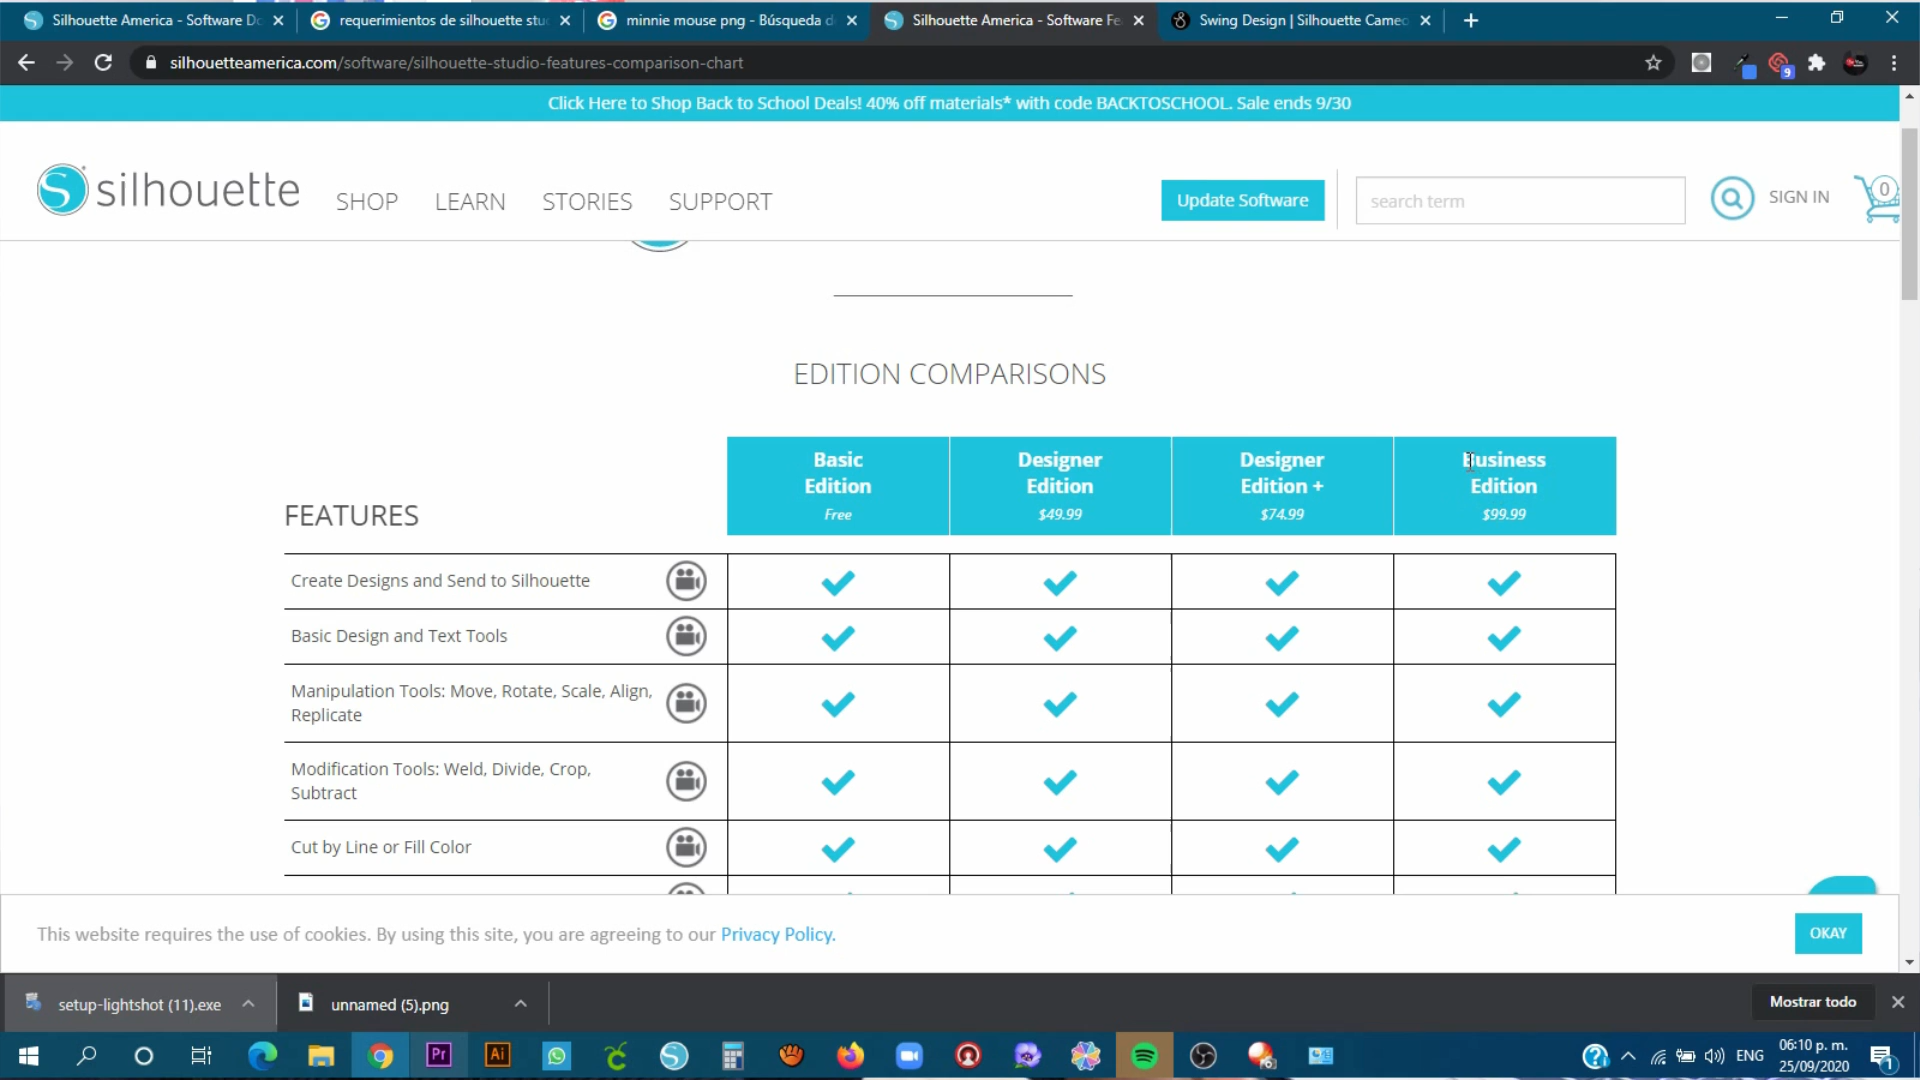 Silhouette America - Software Do
requerimientos de silhouette stu
minnie mouse png - Búsqueda d
Silhouette America - Software Fe
Swing Design | Silhouette Cameo
silhouetteamerica.com/software/silhouette-studio-features-comparison-chart
9
Click Here to Shop Back to School Deals! 40% off materials* with code BACKTOSCHOOL. Sale ends 9/30
silhouette
SHOP
LEARN
STORIES
SUPPORT
Update Software
search term
SIGN IN
0
EDITION COMPARISONS
FEATURES
Basic
Edition
Free
Designer
Edition
$49.99
Designer
Edition +
$74.99
Business
Edition
$99.99
Create Designs and Send to Silhouette
Basic Design and Text Tools
Manipulation Tools: Move, Rotate, Scale, Align,
Replicate
Modification Tools: Weld, Divide, Crop,
Subtract
Cut by Line or Fill Color
This website requires the use of cookies. By using this site, you are agreeing to our Privacy Policy.
OKAY
setup-lightshot (11).exe
unnamed (5).png
Mostrar todo
Pr
Ai
ENG
06:10 p. m.
25/09/2020
1